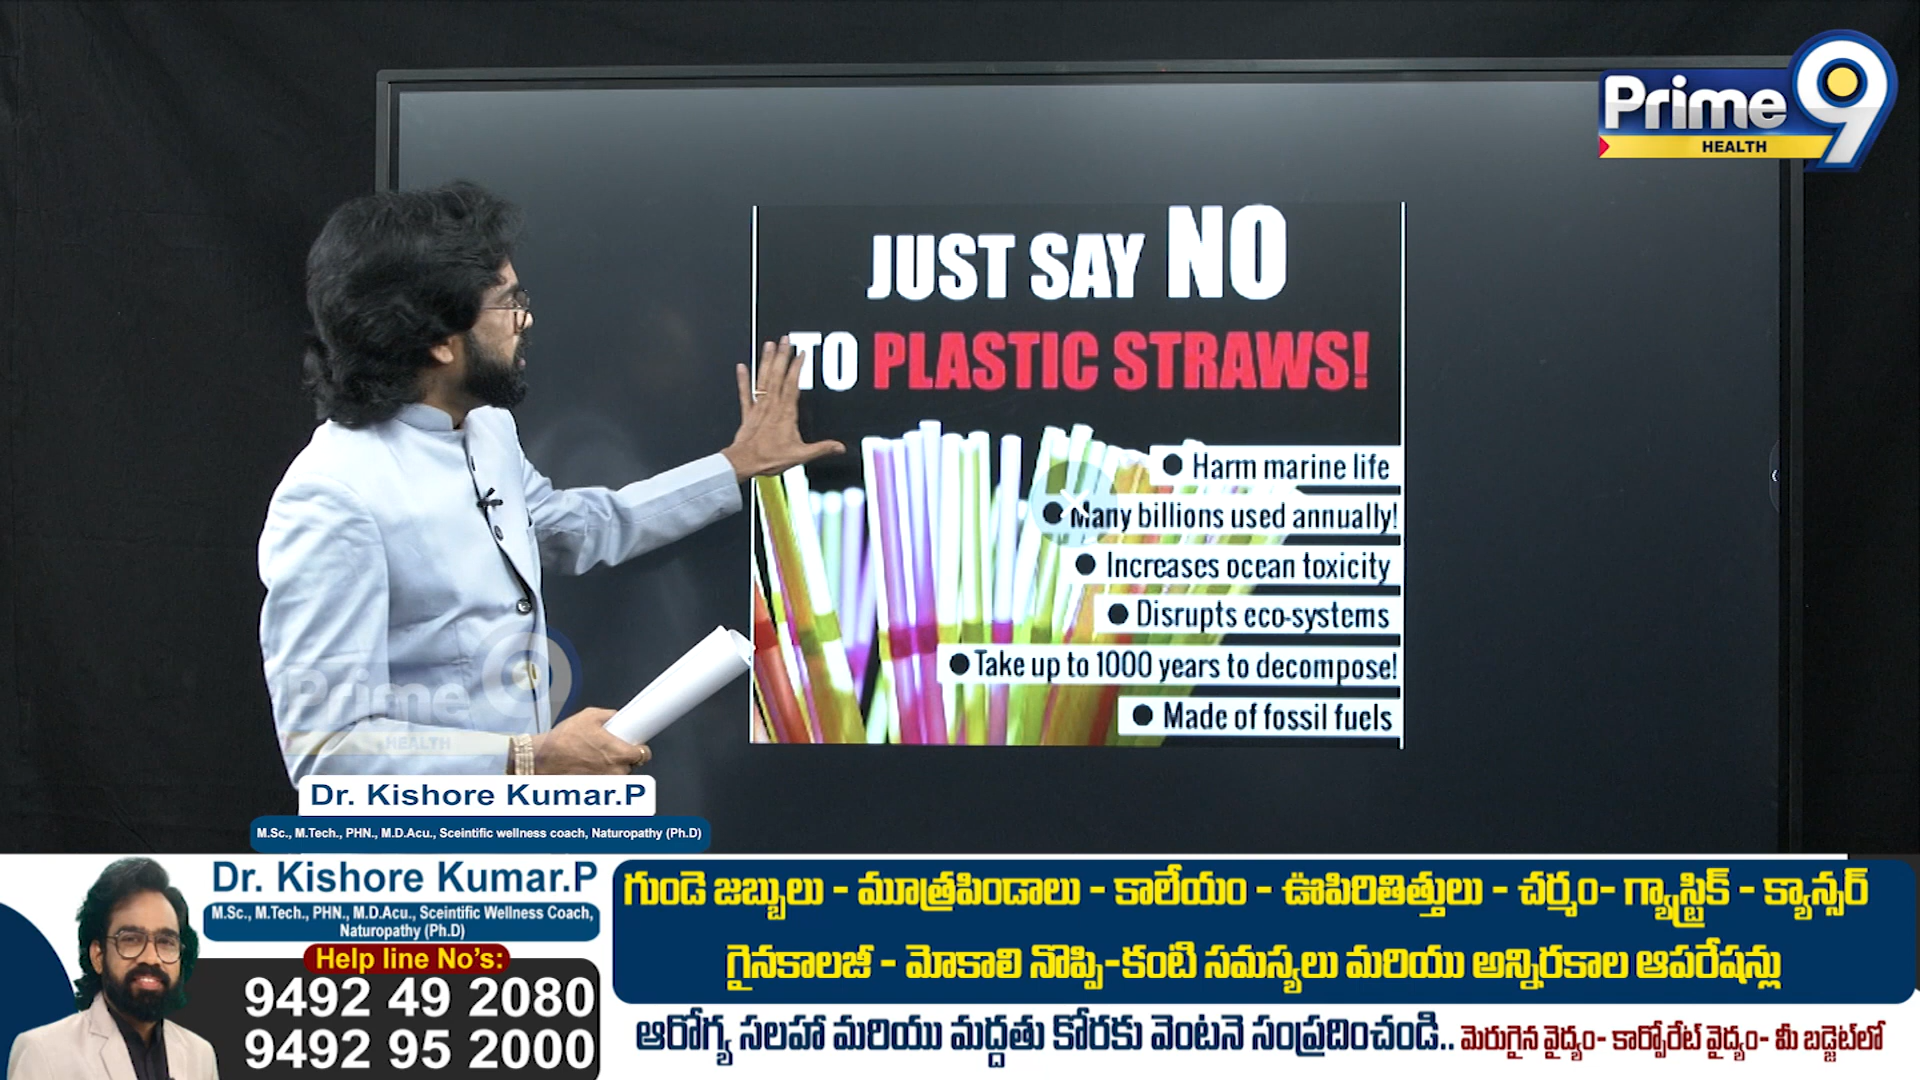 Prime9
HEALTH
JUST SAY NO
TO PLASTIC STRAWS!
● Harm marine life
● Many billions used annually!
● Increases ocean toxicity
● Disrupts eco-systems
● Take up to 1000 years to decompose!
● Made of fossil fuels
Prime9
HEALTH
Dr. Kishore Kumar.P
M.Sc., M.Tech., PHN., M.D.Acu., Sceintific wellness coach, Naturopathy (Ph.D)
Dr. Kishore Kumar.P
M.Sc., M.Tech., PHN., M.D.Acu., Sceintific Wellness Coach,
Naturopathy (Ph.D)
Help line No's:
9492 49 2080
9492 95 2000
గుండె జబ్బులు - మూత్రపిండాలు - కాలేయం - ఊపిరితిత్తులు - చర్మం- గ్యాస్ట్రిక్ - క్యాన్సర్
గైనకాలజీ - మోకాలి నొప్పి-కంటి సమస్యలు మరియు అన్నిరకాల ఆపరేషన్లు
ఆరోగ్య సలహా మరియు మద్దతు కోరకు వెంటనె సంప్రదించండి.. మెరుగైన వైద్యం- కార్పోరేట్ వైద్యం- మీ బడ్జెట్‌లో